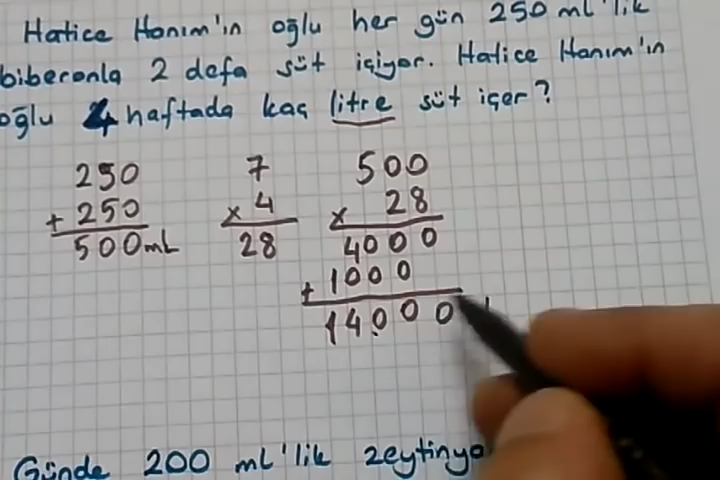 Hatice Hanım'ın oğlu her gün 250 ml'lik
biberonla 2 defa süt içiyor. Hatice Hanım'ın
oğlu 4 haftada kaç litre süt içer?
250
+ 250
500mL
7
x 4
28
500
x 28
4000
+ 1000
14000
Günde 200 ml'lik